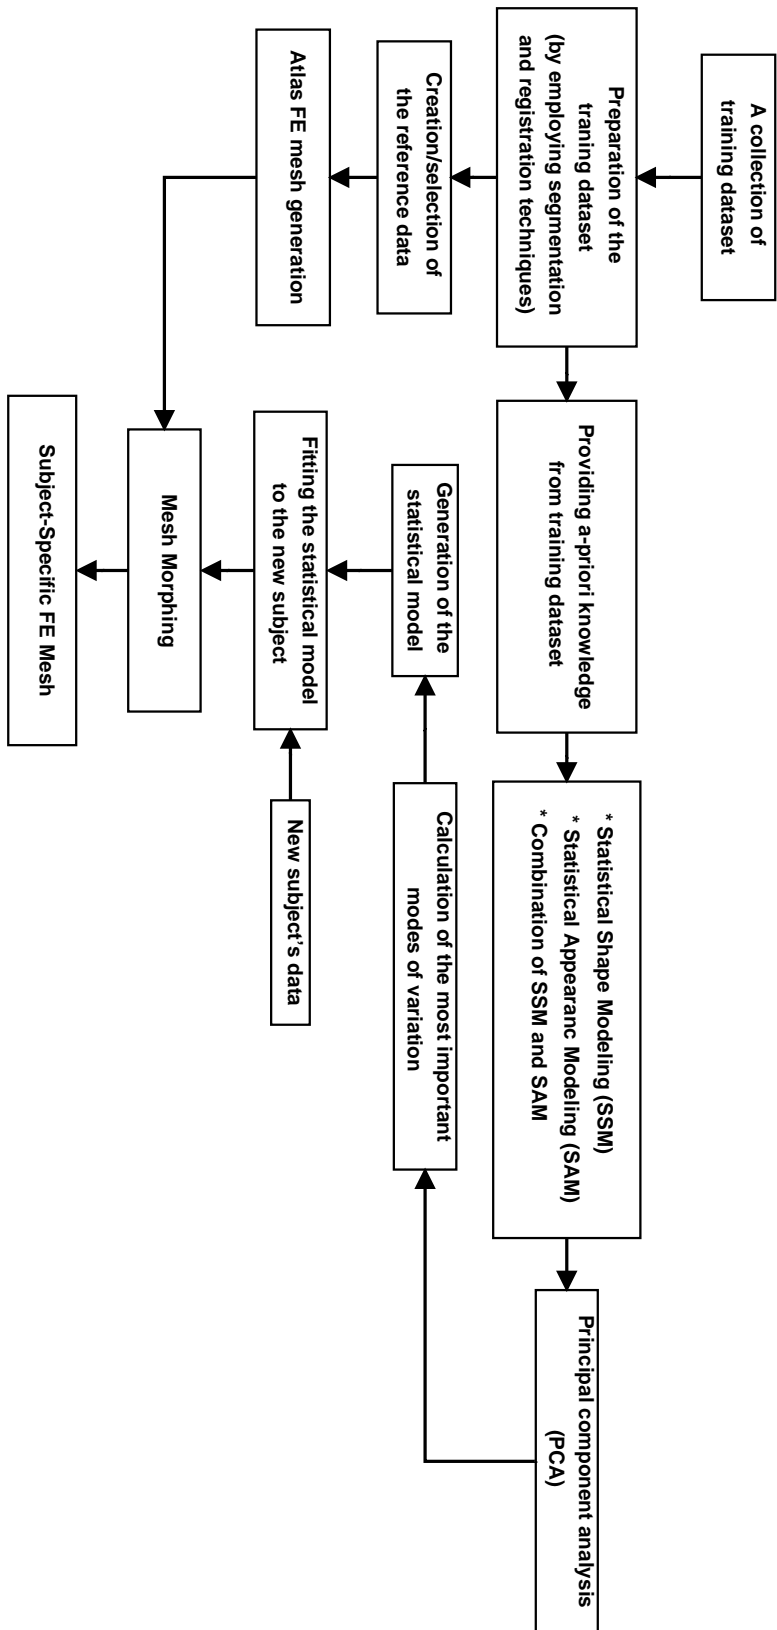 A collection of
training dataset
Preparation of the
traning dataset
(by employing segmentation
and registration techniques)
Providing a-priori knowledge
from training dataset
* Statistical Shape Modeling (SSM)
* Statistical Appearanc Modeling (SAM)
* Combination of SSM and SAM
Principal component analysis
(PCA)
Creation/selection of
the reference data
Generation of the
statistical model
Calculation of the most important
modes of variation
Atlas FE mesh generation
Fitting the statistical model
to the new subject
New subject's data
Mesh Morphing
Subject-Specific FE Mesh